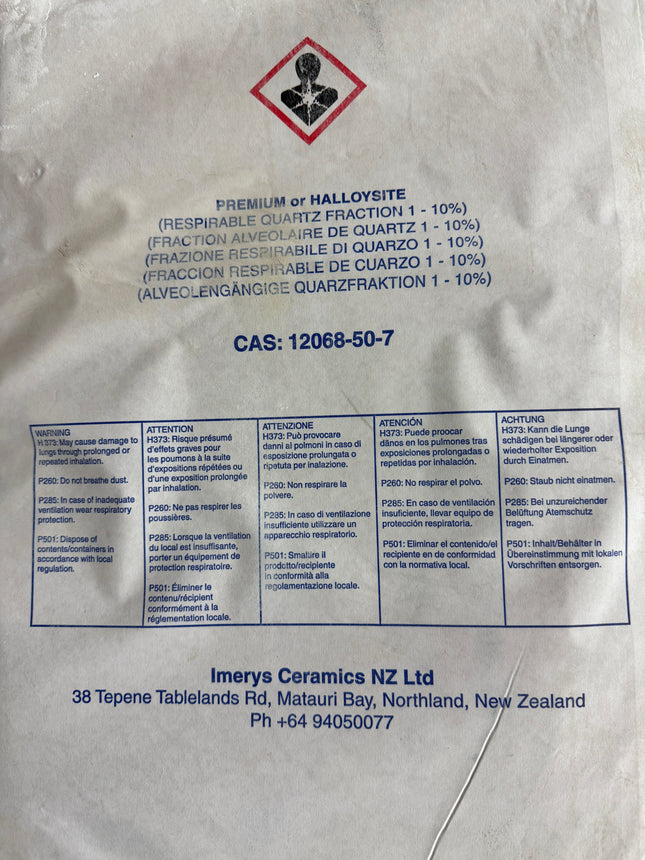 PREMIUM or HALLOYSITE
(RESPIRABLE QUARTZ FRACTION 1 - 10%)
(FRACTION ALVEOLAIRE DE QUARTZ 1 - 10%)
(FRAZIONE RESPIRABILE DI QUARZO 1 - 10%)
(FRACCION RESPIRABLE DE CUARZO 1 - 10%)
(ALVEOLENGÄNGIGE QUARZFRAKTION 1 - 10%)
CAS: 12068-50-7
WARNING
H373: May cause damage to
lungs through prolonged or
repeated inhalation.
P260: Do not breathe dust.
P285: In case of inadequate
ventilation wear respiratory
protection.
P501: Dispose of
contents/containers in
accordance with local
regulation.
ATTENTION
H373: Risque présumé
d'effets graves pour
les poumons à la suite
d'expositions répétées ou
d'une exposition prolongée
par inhalation.
P260: Ne pas respirer les
poussières.
P285: Lorsque la ventilation
du local est insuffisante,
porter un équipement de
protection respiratoire.
P501: Éliminer le
contenu/récipient
conformément à la
réglementation locale.
ATTENZIONE
H373: Può provocare
danni al polmoni in caso di
esposizione prolungata o
ripetuta per inalazione.
P260: Non respirare la
polvere.
P285: In caso di ventilazione
insufficiente utilizzare un
apparecchio respiratorio.
P501: Smaltire il
prodotto/recipiente
in conformità alla
regolamentazione locale.
ATENCIÓN
H373: Puede proocar
dãnos en los pulmones tras
exposiciones prolongadas o
repetidas por inhalación.
P260: No respirar el polvo.
P285: En caso de ventilación
insuficiente, llevar equipo de
protección respiratoria.
P501: Eliminar el contenido/el
recipiente en de conformidad
con la normativa local.
ACHTUNG
H373: Kann die Lunge
schädigen bei längerer oder
wiederholter Exposition
durch Einatmen.
P260: Staub nicht einatmen.
P285: Bei unzureichender
Belüftung Atemschutz
tragen.
P501: Inhalt/Behälter in
Übereinstimmung mit lokalen
Vorschriften entsorgen.
Imerys Ceramics NZ Ltd
38 Tepene Tablelands Rd, Matauri Bay, Northland, New Zealand
Ph +64 94050077